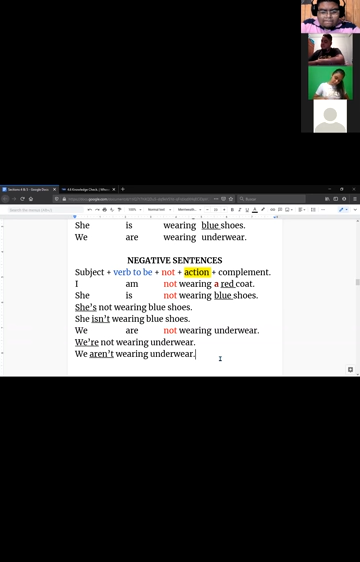 She is wearing blue shoes.
We are wearing underwear.
NEGATIVE SENTENCES
Subject + verb to be + not + action + complement.
I am not wearing a red coat.
She is not wearing blue shoes.
She's not wearing blue shoes.
She isn't wearing blue shoes.
We are not wearing underwear.
We're not wearing underwear.
We aren't wearing underwear.